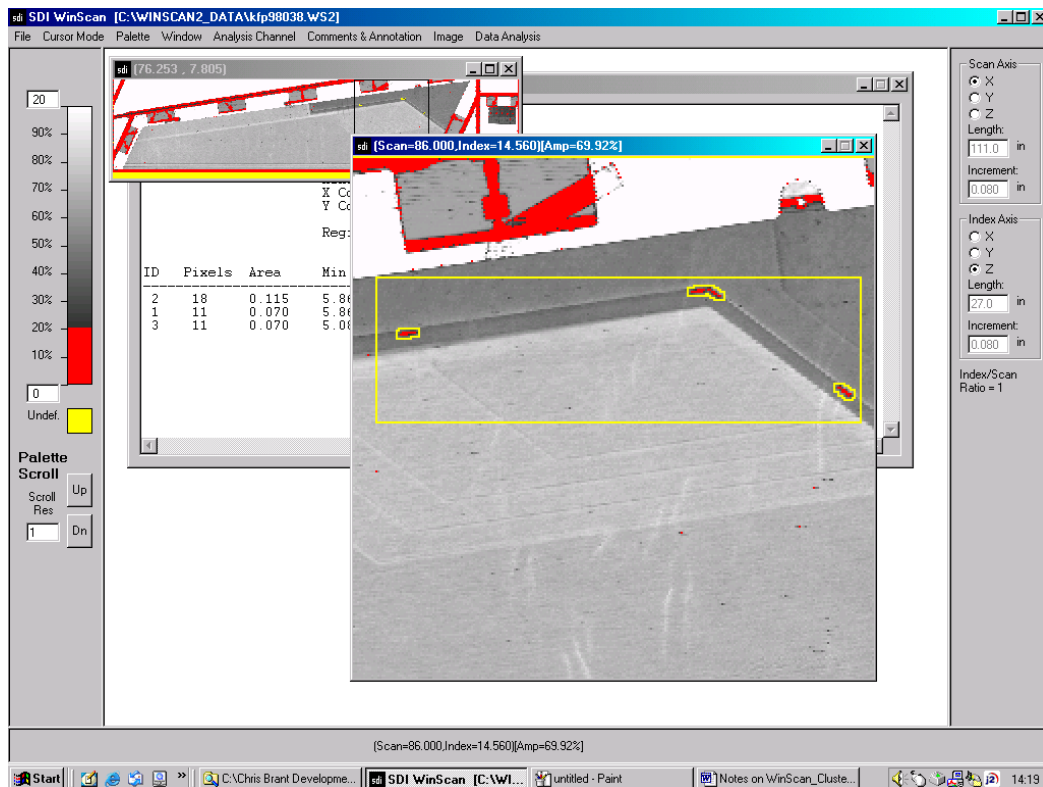 SDI WinScan [C:\WINSCAN2_DATA\kfp98038.WS2]
File Cursor Mode Palette Window Analysis Channel Comments & Annotation Image Data Analysis
20
90%
80%
70%
60%
50%
40%
30%
20%
10%
0
Undef.
Palette
Scroll
Scroll
Res
Up
1
Dn
sdi (76.253 , 7.805)
X Co
Y Co
Reg:
ID Pixels Area Min
2 18 0.115 5.86
1 11 0.070 5.86
3 11 0.070 5.08
sdi (Scan=86.000,Index=14.560)[Amp=69.92%]
Scan Axis
X
Y
Z
Length:
111.0 in
Increment:
0.080 in
Index Axis
X
Y
Z
Length:
27.0 in
Increment:
0.080 in
Index/Scan
Ratio = 1
(Scan=86.000,Index=14.560)[Amp=69.92%]
Start » C:\Chris Brant Developme... sdi SDI WinScan [C:\WI... untitled - Paint Notes on WinScan_Cluste... 14:19